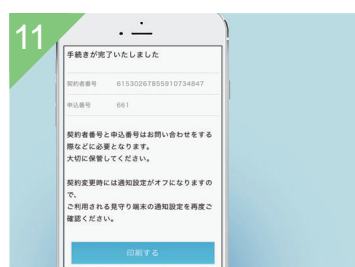 11
手続きが完了いたしました
契約者番号 61530267855910734847
申込番号 661
契約者番号と申込番号はお問い合わせをする
際などに必要となります。
大切に保管してください。
契約変更時には通知設定がオフになりますの
で、
ご利用される見守り端末の通知設定を再度ご
確認ください。
印刷する